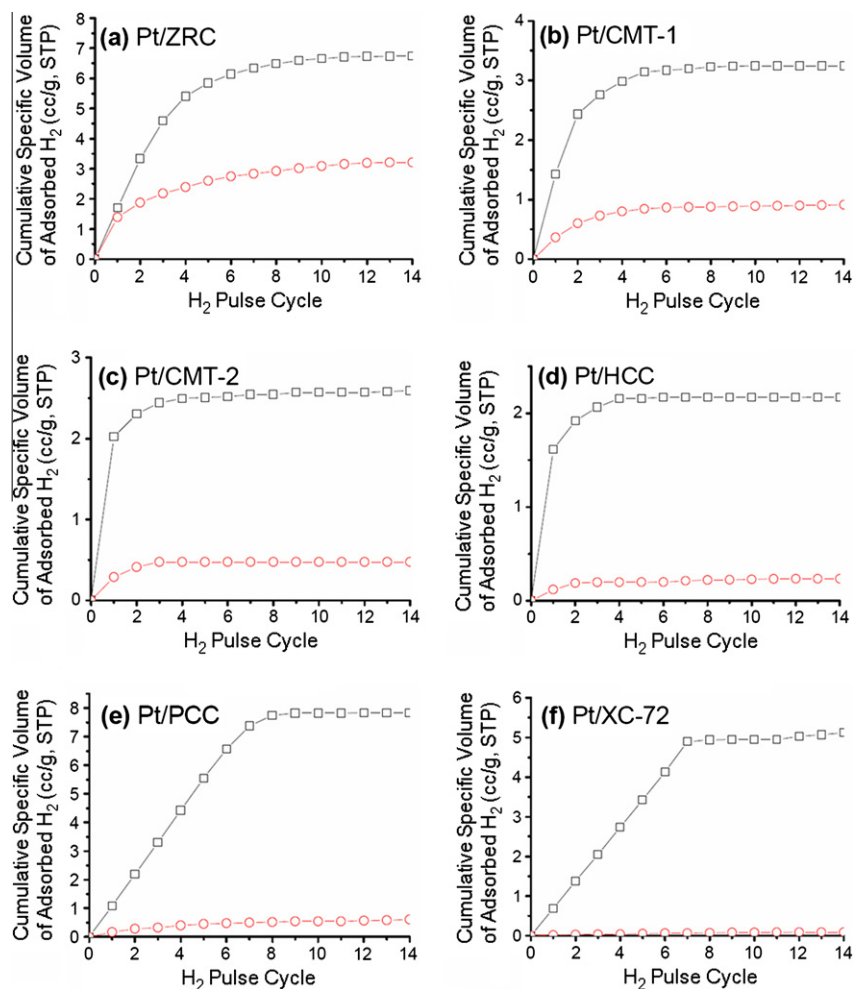 (a) Pt/ZRC
Cumulative Specific Volume
of Adsorbed H₂ (cc/g, STP)
8
7
6
5
4
3
2
1
0
0 2 4 6 8 10 12 14
H₂ Pulse Cycle
(b) Pt/CMT-1
Cumulative Specific Volume
of Adsorbed H₂ (cc/g, STP)
4
3
2
1
0
0 2 4 6 8 10 12 14
H₂ Pulse Cycle
(c) Pt/CMT-2
Cumulative Specific Volume
of Adsorbed H₂ (cc/g, STP)
3
2
1
0
0 2 4 6 8 10 12 14
H₂ Pulse Cycle
(d) Pt/HCC
Cumulative Specific Volume
of Adsorbed H₂ (cc/g, STP)
2
1
0
0 2 4 6 8 10 12 14
H₂ Pulse Cycle
(e) Pt/PCC
Cumulative Specific Volume
of Adsorbed H₂ (cc/g, STP)
8
7
6
5
4
3
2
1
0
0 2 4 6 8 10 12 14
H₂ Pulse Cycle
(f) Pt/XC-72
Cumulative Specific Volume
of Adsorbed H₂ (cc/g, STP)
6
5
4
3
2
1
0
0 2 4 6 8 10 12 14
H₂ Pulse Cycle